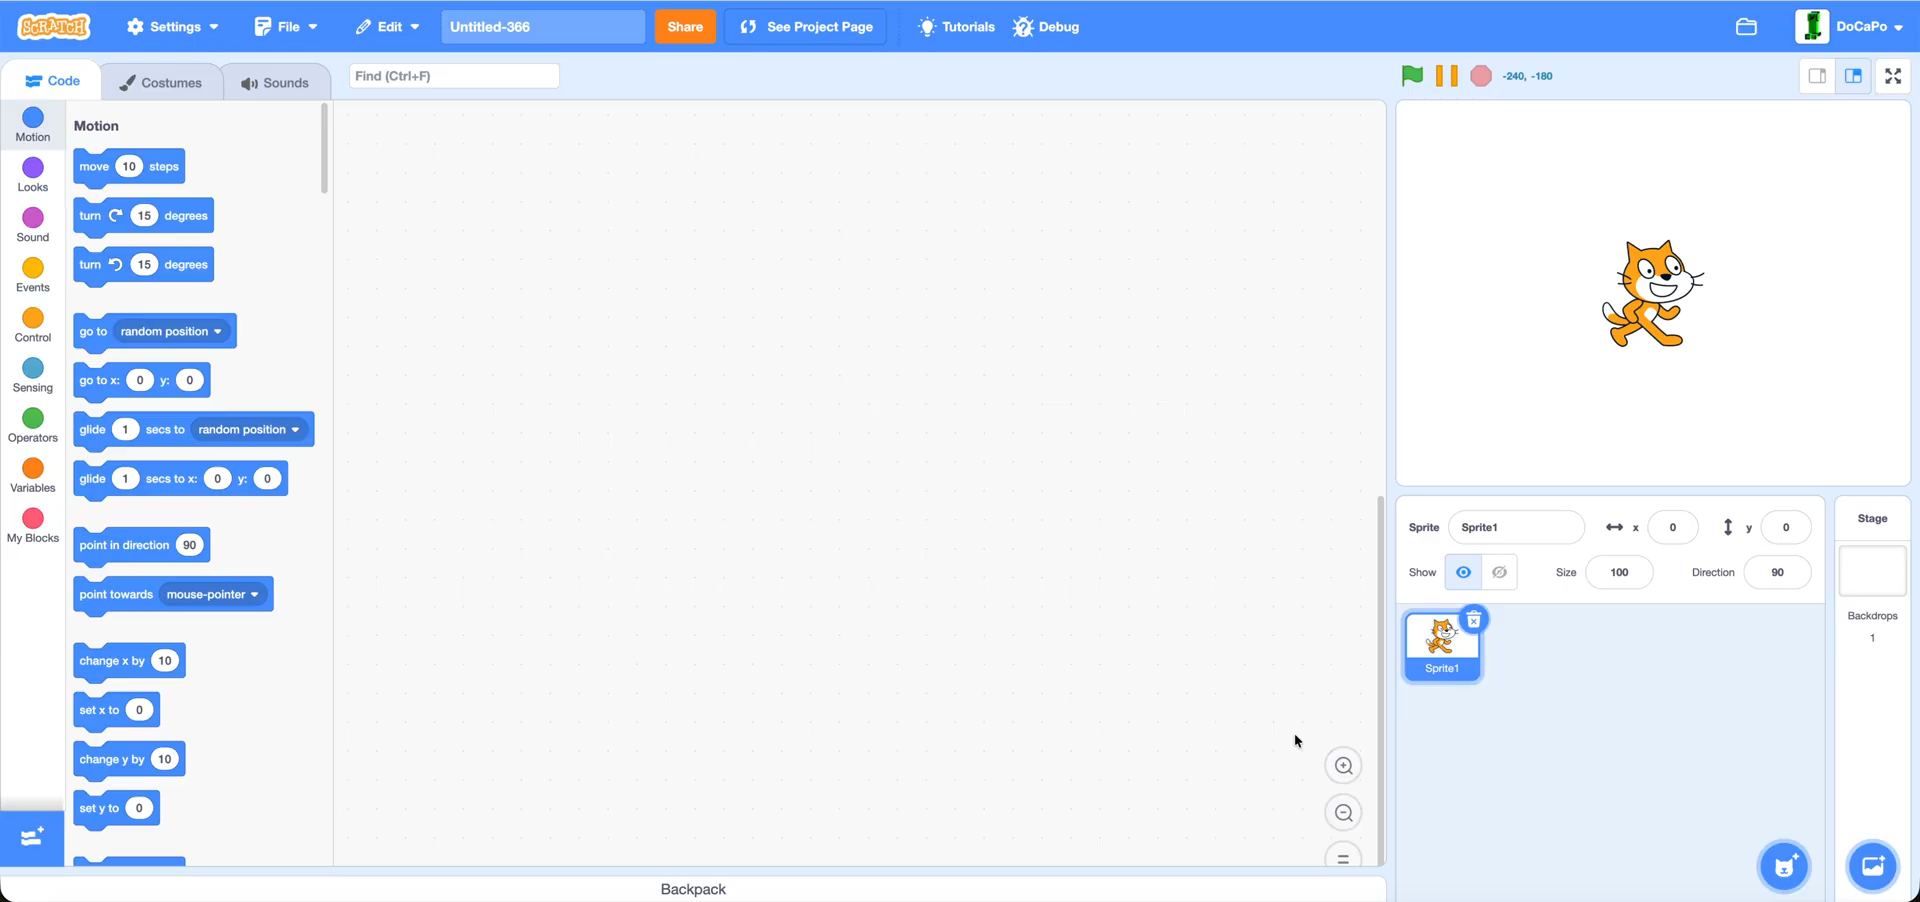 SCRATCH Settings File Edit Untitled-366 Share See Project Page Tutorials Debug DoCaPo
Code Costumes Sounds Find (Ctrl+F) -240, -180
Motion
Looks
Sound
Events
Control
Sensing
Operators
Variables
My Blocks
Motion
move 10 steps
turn 15 degrees
turn 15 degrees
go to random position
go to x: 0 y: 0
glide 1 secs to random position
glide 1 secs to x: 0 y: 0
point in direction 90
point towards mouse-pointer
change x by 10
set x to 0
change y by 10
set y to 0
Backpack
Sprite Sprite1 x 0 y 0
Show Size 100 Direction 90
Sprite1
Stage
Backdrops
1